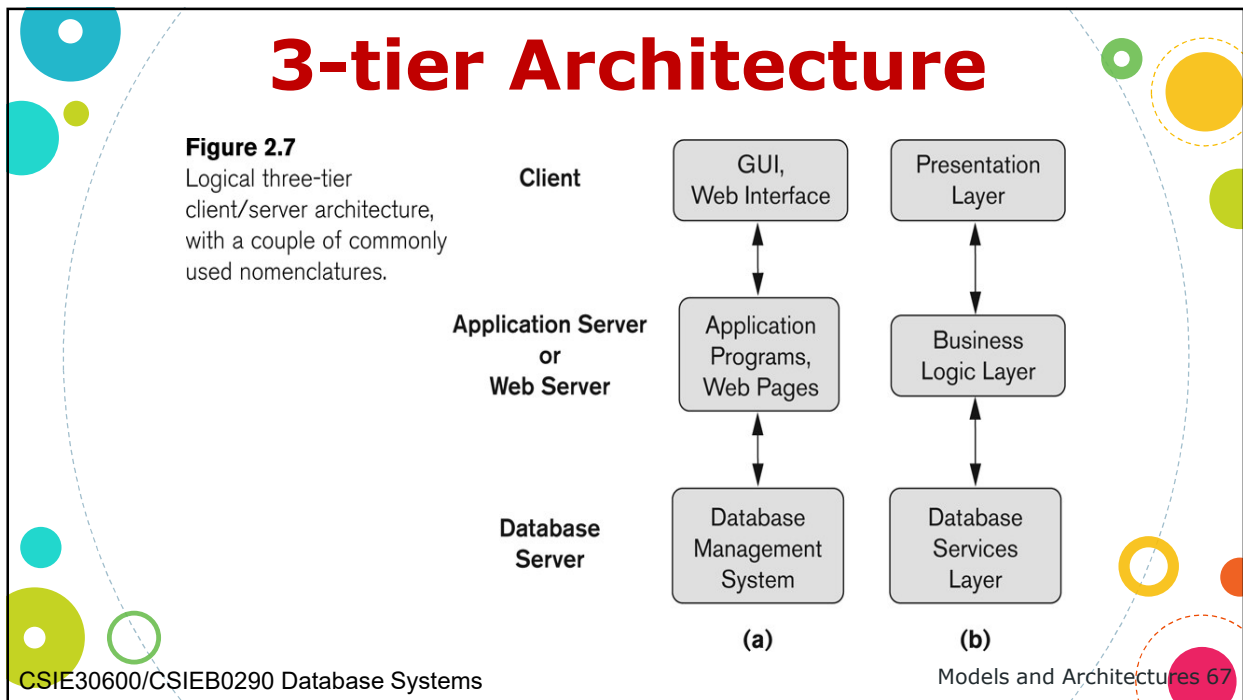 3-tier Architecture
Figure 2.7
Logical three-tier
client/server architecture,
with a couple of commonly
used nomenclatures.
Client
GUI,
Web Interface
Presentation
Layer
Application Server
or
Web Server
Application
Programs,
Web Pages
Business
Logic Layer
Database
Server
Database
Management
System
Database
Services
Layer
(a)
(b)
CSIE30600/CSIEB0290 Database Systems
Models and Architectures 67